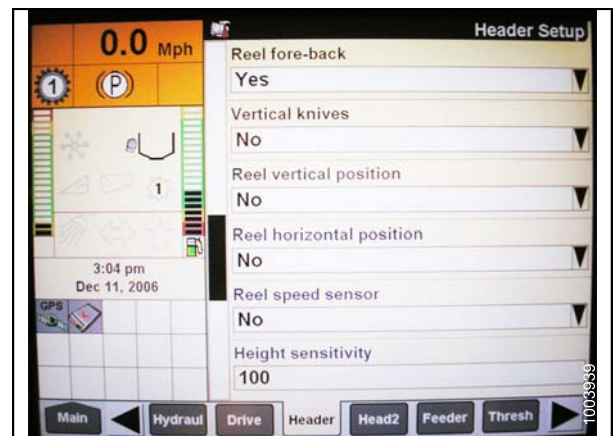 0.0 Mph
1
(P)
1
3:04 pm
Dec 11, 2006
GPS
Header Setup
Reel fore-back
Yes
Vertical knives
No
Reel vertical position
No
Reel horizontal position
No
Reel speed sensor
No
Height sensitivity
100
Main
Hydraul
Drive
Header
Head2
Feeder
Thresh
1003939